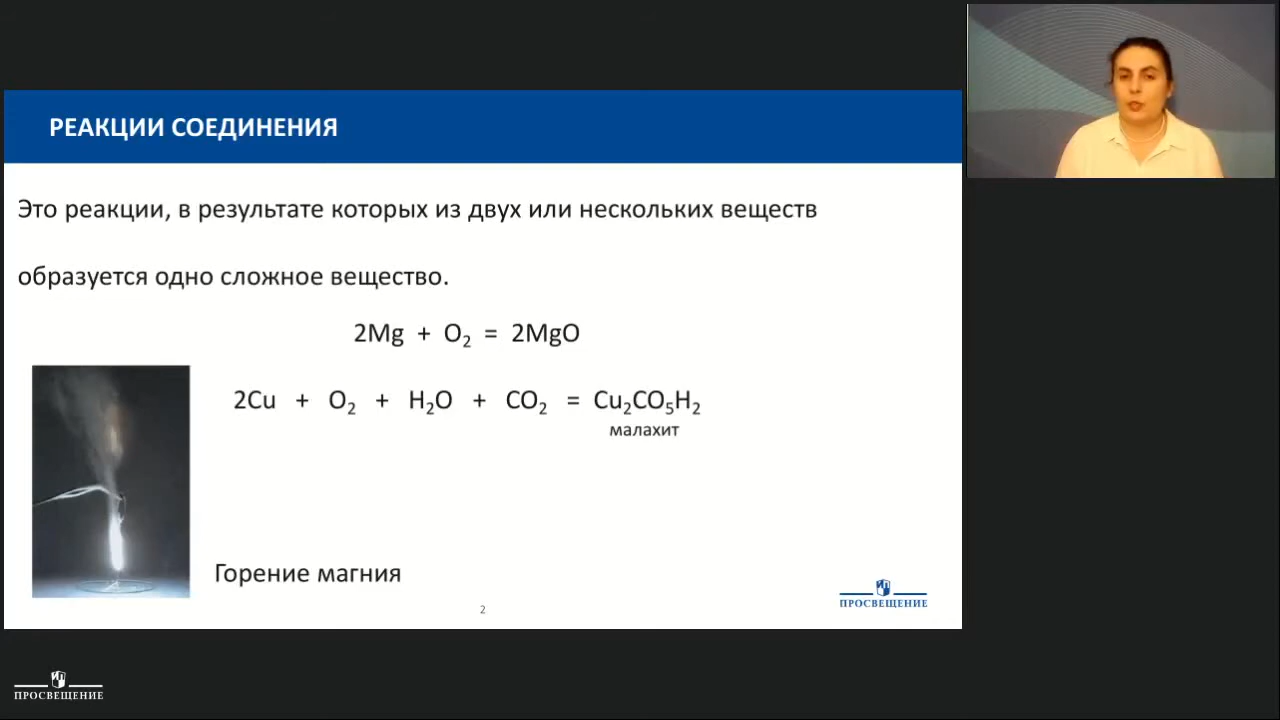 РЕАКЦИИ СОЕДИНЕНИЯ
Это реакции, в результате которых из двух или нескольких веществ
образуется одно сложное вещество.
2Mg + O₂ = 2MgO
2Cu + O₂ + H₂O + CO₂ = Cu₂CO₅H₂
малахит
Горение магния
2
ПРОСВЕЩЕНИЕ
ПРОСВЕЩЕНИЕ